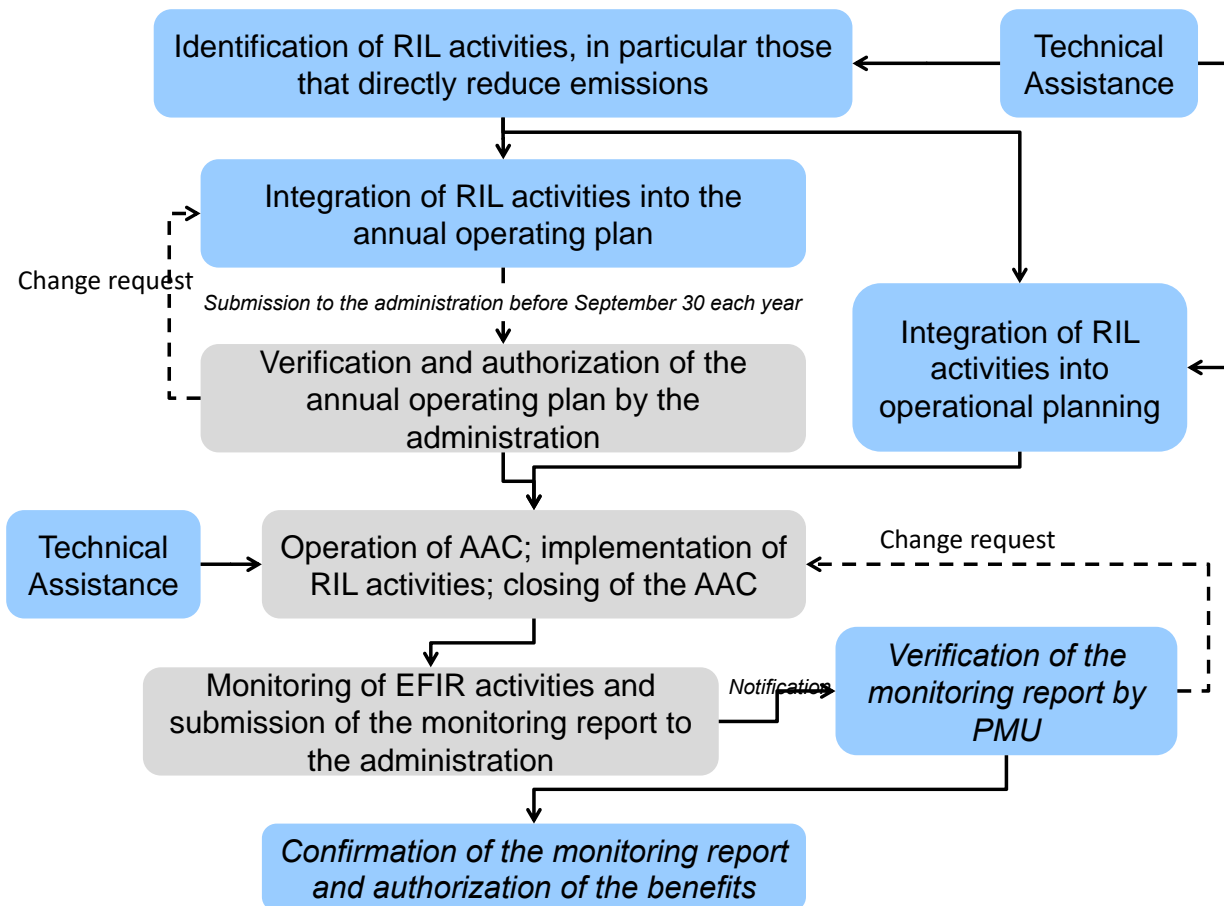 Identification of RIL activities, in particular those
that directly reduce emissions
Technical
Assistance
Integration of RIL activities into the
annual operating plan
Change request
Submission to the administration before September 30 each year
Integration of RIL
activities into
operational planning
Verification and authorization of the
annual operating plan by the
administration
Technical
Assistance
Operation of AAC; implementation of
RIL activities; closing of the AAC
Change request
Monitoring of EFIR activities and
submission of the monitoring report to
the administration
Notification
Verification of the
monitoring report by
PMU
Confirmation of the monitoring report
and authorization of the benefits